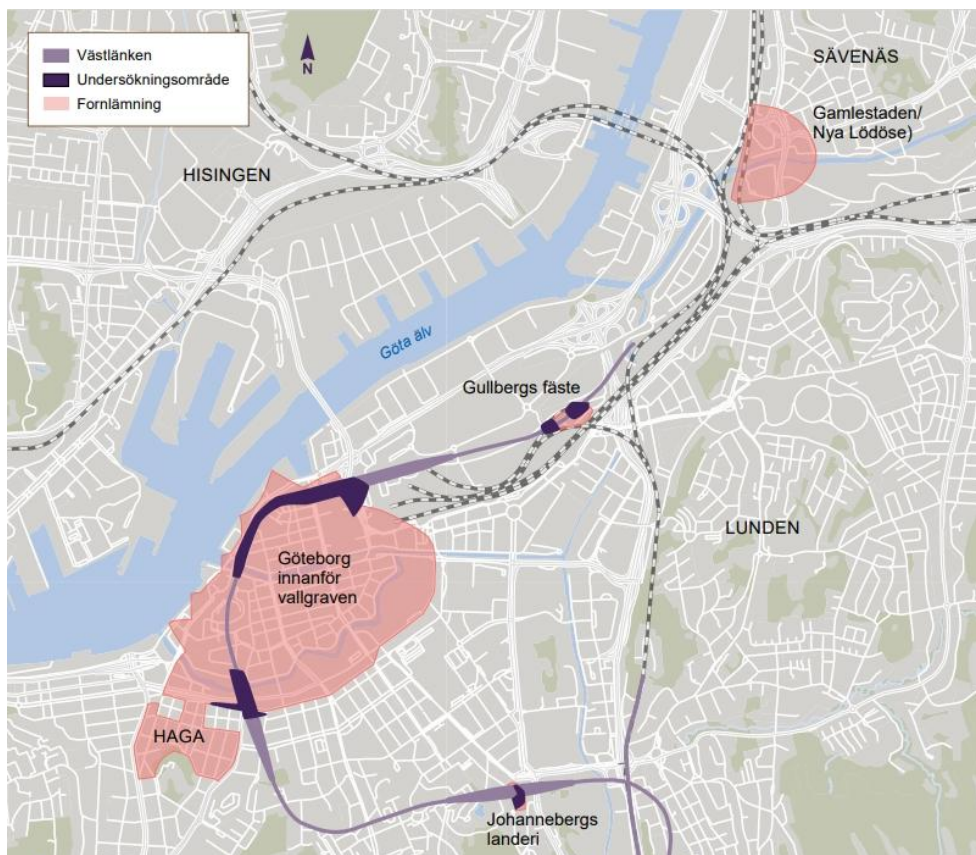 Västlänken
Undersökningsområde
Fornlämning
N
SÄVENÄS
Gamlestaden/
Nya Lödöse)
HISINGEN
Göta älv
Gullbergs fäste
LUNDEN
Göteborg
innanför
vallgraven
HAGA
Johannebergs
landeri